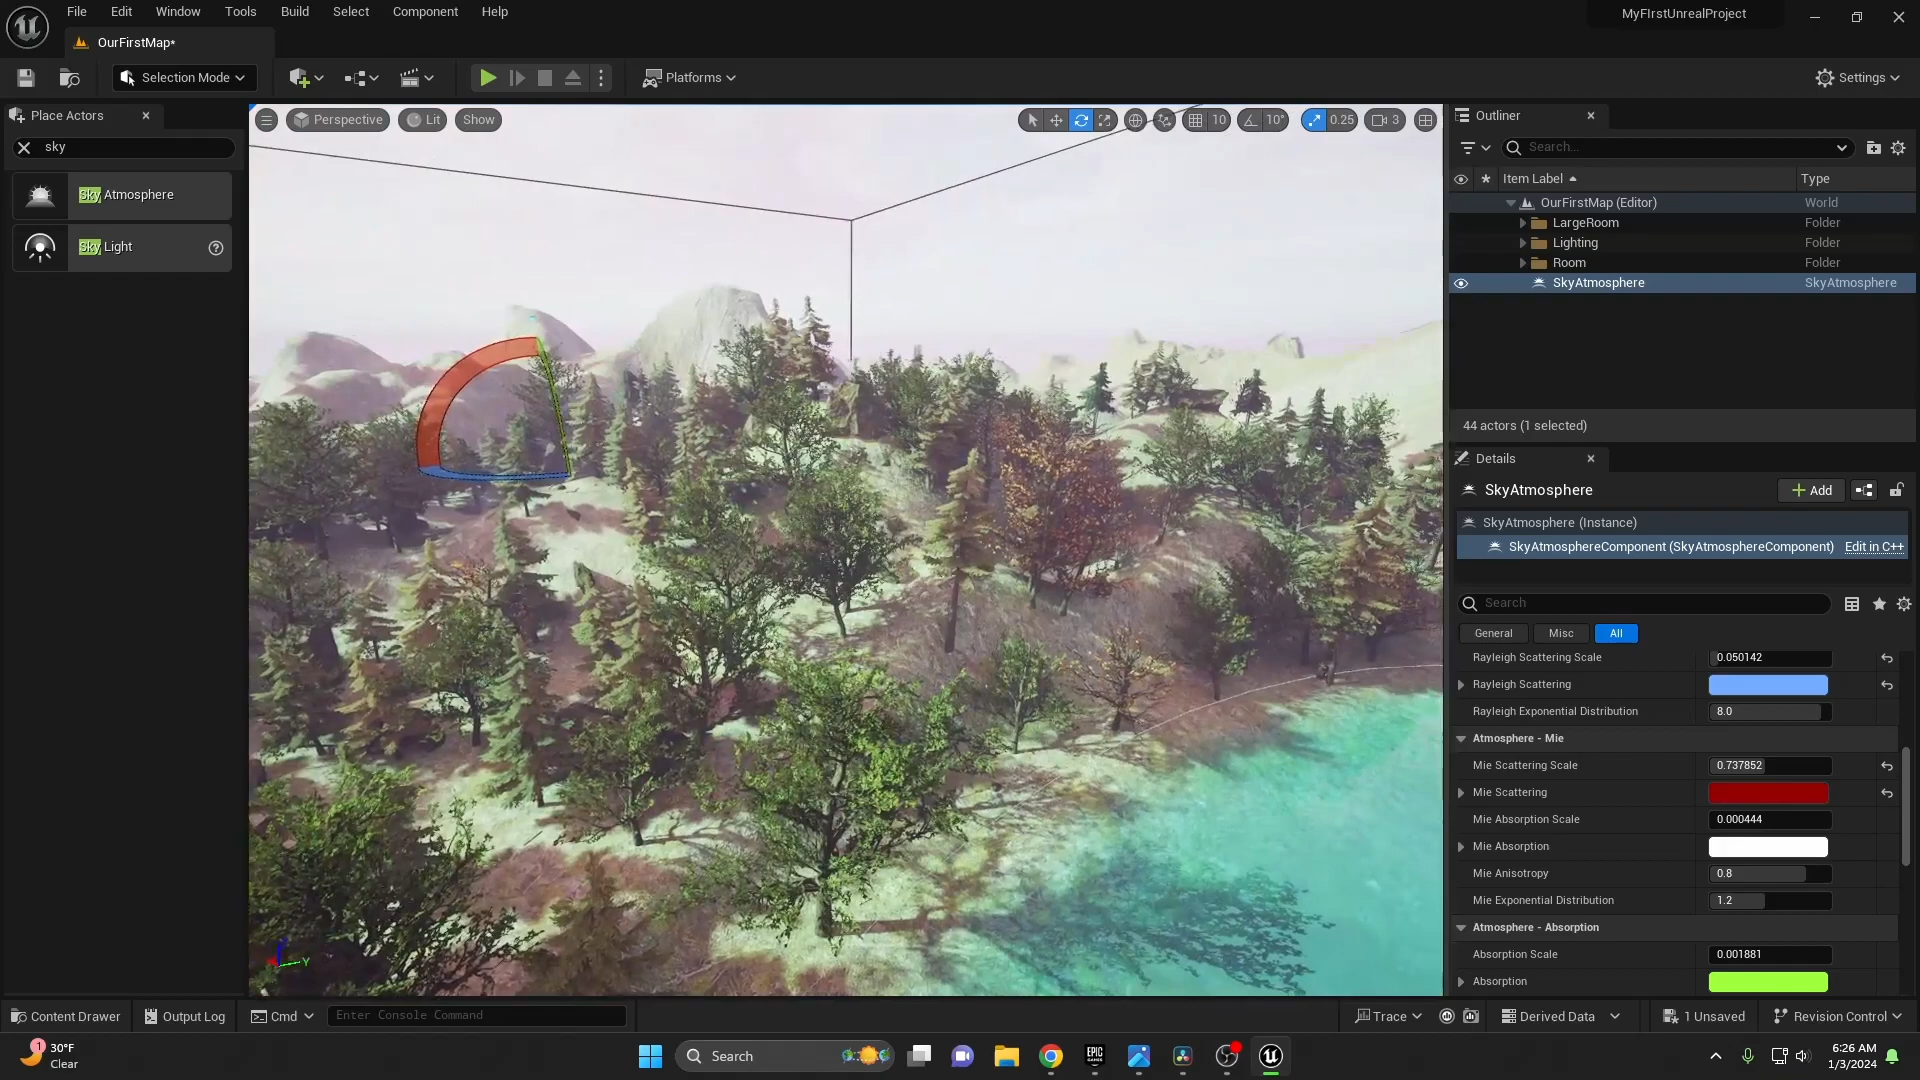 File Edit Window Tools Build Select Component Help
MyFIrstUnrealProject
OurFirstMap*
Selection Mode
Platforms
Settings
Place Actors
sky
Sky Atmosphere
Sky Light
Perspective
Lit
Show
10
10°
0.25
3
Y
Outliner
Search...
Item Label
Type
OurFirstMap (Editor) World
LargeRoom Folder
Lighting Folder
Room Folder
SkyAtmosphere SkyAtmosphere
44 actors (1 selected)
Details
SkyAtmosphere
Add
SkyAtmosphere (Instance)
SkyAtmosphereComponent (SkyAtmosphereComponent) Edit in C++
Search
General Misc All
Rayleigh Scattering Scale 0.050142
Rayleigh Scattering
Rayleigh Exponential Distribution 8.0
Atmosphere - Mie
Mie Scattering Scale 0.737852
Mie Scattering
Mie Absorption Scale 0.000444
Mie Absorption
Mie Anisotropy 0.8
Mie Exponential Distribution 1.2
Atmosphere - Absorption
Absorption Scale 0.001881
Absorption
Content Drawer
Output Log
Cmd
Enter Console Command
Trace
Derived Data
1 Unsaved
Revision Control
1
30°F
Clear
Search
EPIC GAMES
6:26 AM
1/3/2024